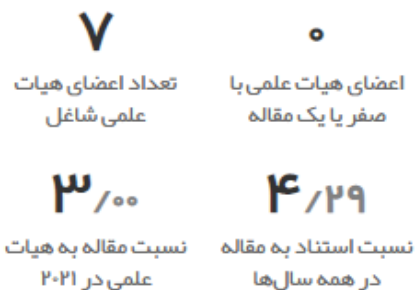 ۰
اعضای هیات علمی با
صفر یا یک مقاله
۷
تعداد اعضای هیات
علمی شاغل
۴/۲۹
نسبت استناد به مقاله
در همه سال‌ها
۳/۰۰
نسبت مقاله به هیات
علمی در ۲۰۲۱